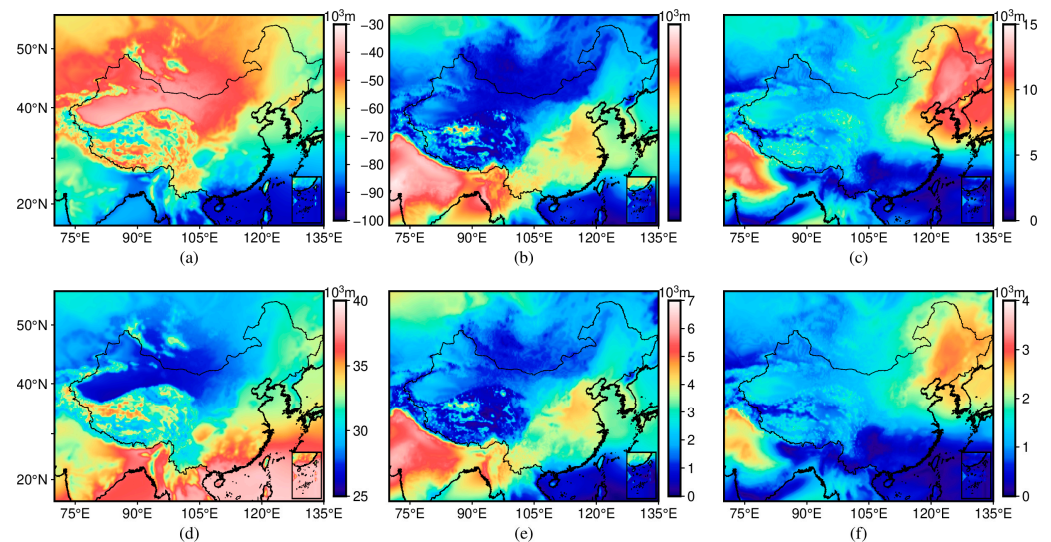 10³m 10³m 10³m
50°N −30 15
−40
40°N −50 10
−60
−70
−80 5
20°N −90
−100 0
75°E 90°E 105°E 120°E 135°E 75°E 90°E 105°E 120°E 135°E 75°E 90°E 105°E 120°E 135°E
(a) (b) (c)
10³m 10³m 10³m
40 7 4
50°N 6
35 5 3
40°N 4
2
3
30 2 1
20°N 1
25 0 0
75°E 90°E 105°E 120°E 135°E 75°E 90°E 105°E 120°E 135°E 75°E 90°E 105°E 120°E 135°E
(d) (e) (f)